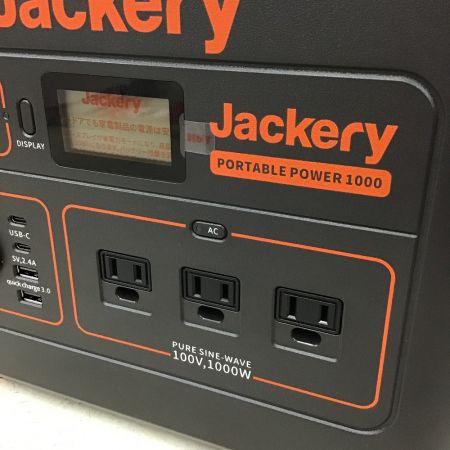 Jackery
Jackery
DISPLAY
Jackery
PORTABLE POWER 1000
USB-C
AC
5V,2.4A
quick charge 3.0
PURE SINE-WAVE
100V,1000W